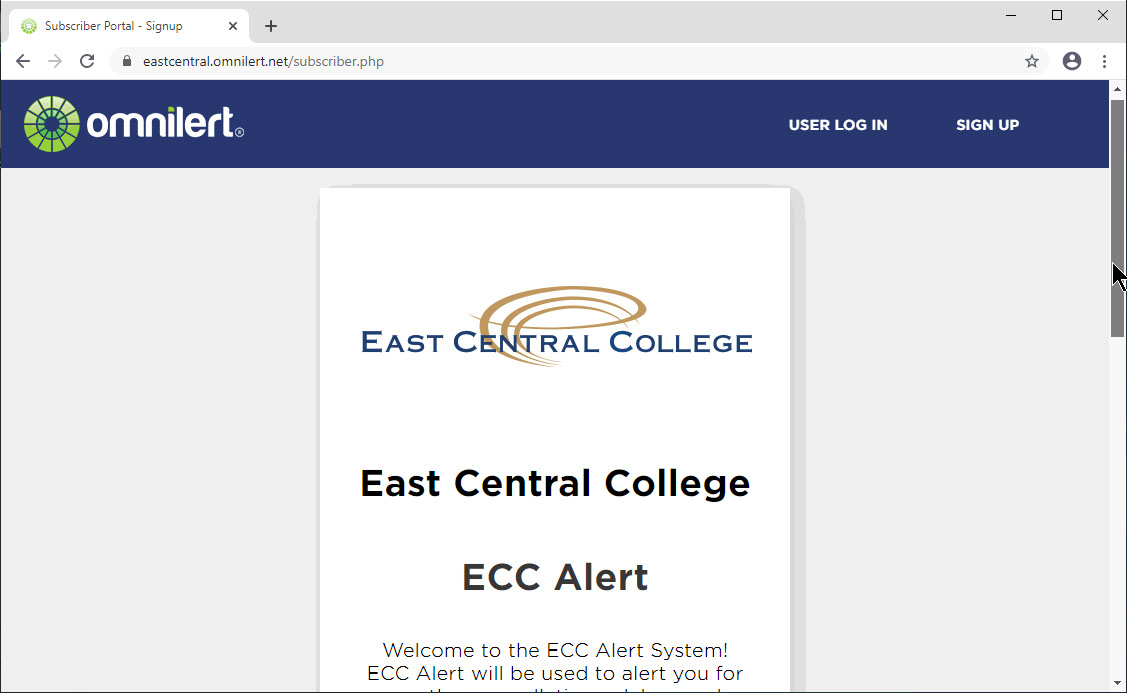 Subscriber Portal - Signup
eastcentral.omnilert.net/subscriber.php
omnilert®
USER LOG IN
SIGN UP
EAST CENTRAL COLLEGE
East Central College
ECC Alert
Welcome to the ECC Alert System!
ECC Alert will be used to alert you for